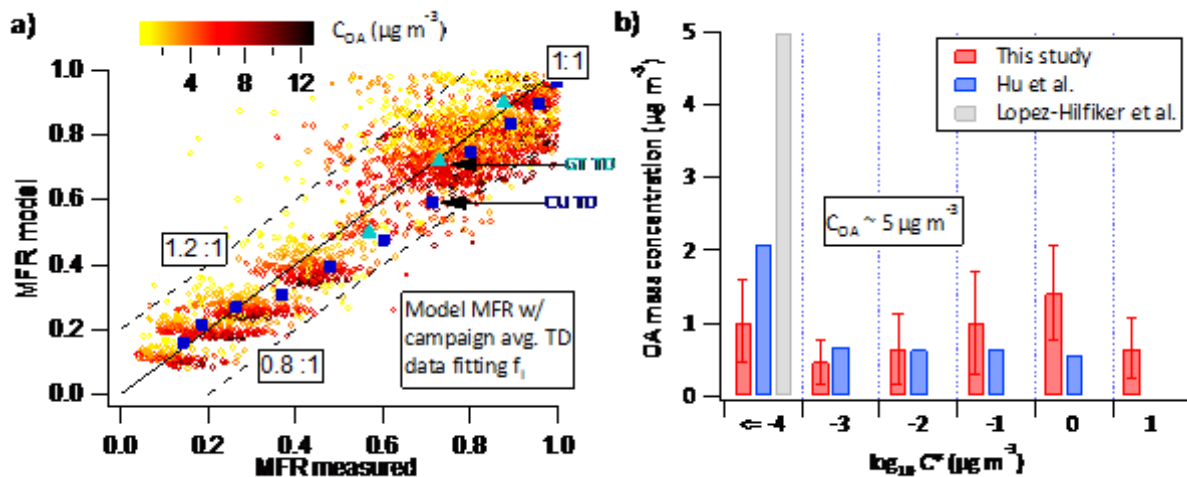 a)
C_OA (µg m⁻³)
4 8 12
1:1
1.0
0.8
0.6
0.4
0.2
0.0
MFR model
GT TD
CU TD
1.2 :1
0.8 :1
Model MFR w/
campaign avg. TD
data fitting f_i
0.0 0.2 0.4 0.6 0.8 1.0
MFR measured
b)
This study
Hu et al.
Lopez-Hilfiker et al.
C_OA ~ 5 µg m⁻³
5
4
3
2
1
0
OA mass concentration (µg m⁻³)
<= -4 -3 -2 -1 0 1
log₁₀ C* (µg m⁻³)